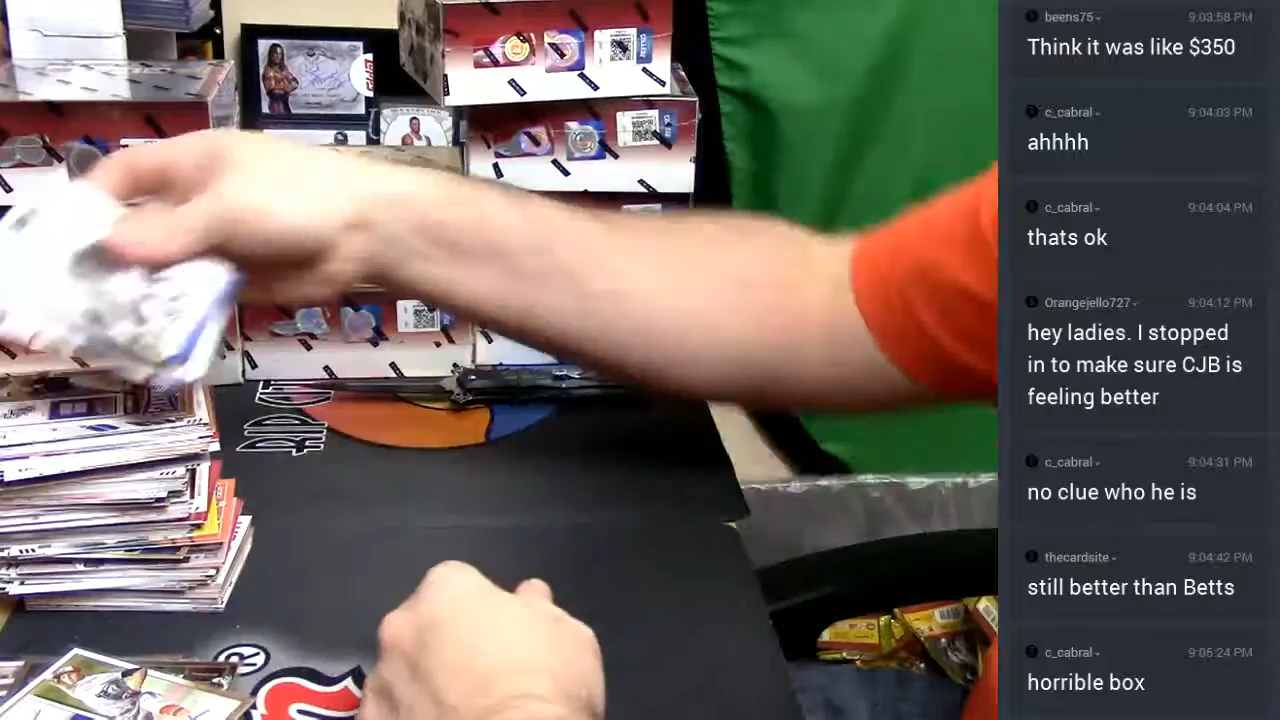 beens75
9:03:58 PM
Think it was like $350
c_cabral
9:04:03 PM
ahhhh
c_cabral
9:04:04 PM
thats ok
Orangejello727
9:04:12 PM
hey ladies. I stopped
in to make sure CJB is
feeling better
c_cabral
9:04:31 PM
no clue who he is
thecardsite
9:04:42 PM
still better than Betts
c_cabral
9:05:24 PM
horrible box
RIP CIT
®